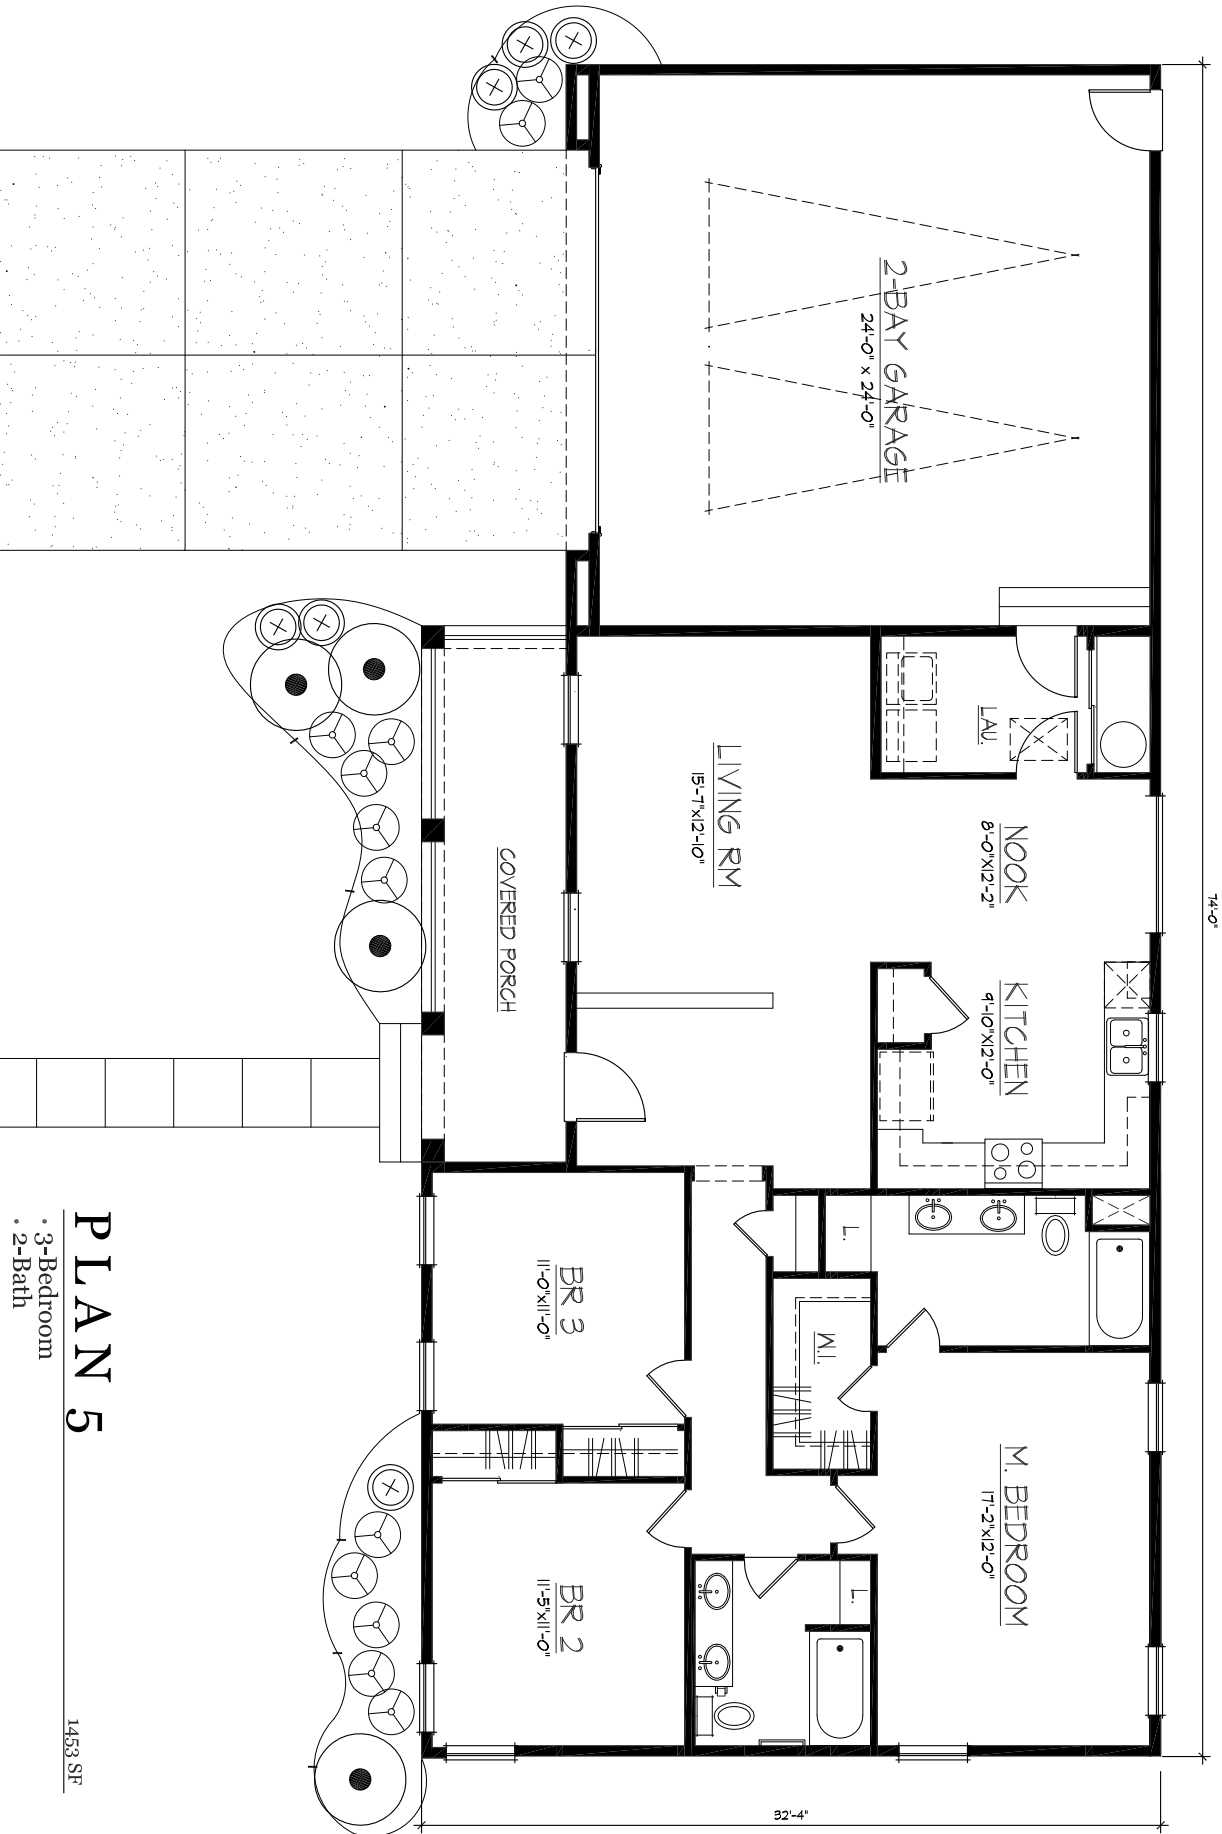 74'-0"
2-BAY GARAGE
24'-0" x 24'-0"
LAU.
NOOK
8'-0"x12'-2"
KITCHEN
9'-10"x12'-0"
LIVING RM
15'-7"x12'-10"
COVERED PORCH
L.
W.I.
M. BEDROOM
17'-2"x12'-0"
BR 3
11'-0"x11'-0"
BR 2
11'-5"x11'-0"
L.
32'-4"
PLAN 5
1453 SF
· 3-Bedroom
· 2-Bath